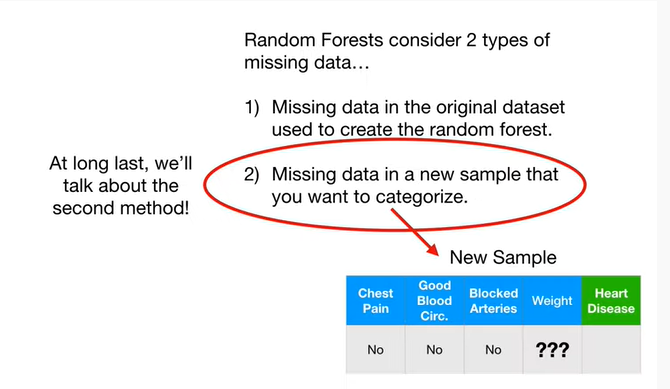 Random Forests consider 2 types of
missing data…
1) Missing data in the original dataset
used to create the random forest.
At long last, we’ll
talk about the
second method!
2) Missing data in a new sample that
you want to categorize.
New Sample
Chest Pain Good Blood Circ. Blocked Arteries Weight Heart Disease
No No No ???